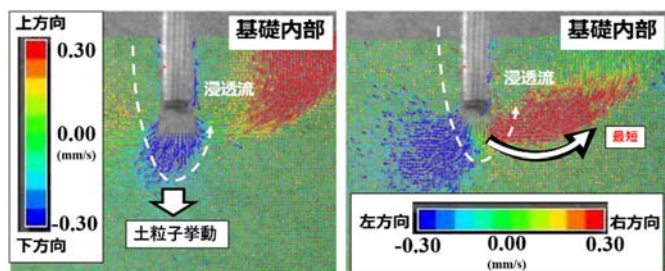 上方向
0.30
0.00
(mm/s)
-0.30
下方向
基礎内部
浸透流
土粒子挙動
基礎内部
浸透流
最短
左方向
右方向
-0.30
0.00
0.30
(mm/s)